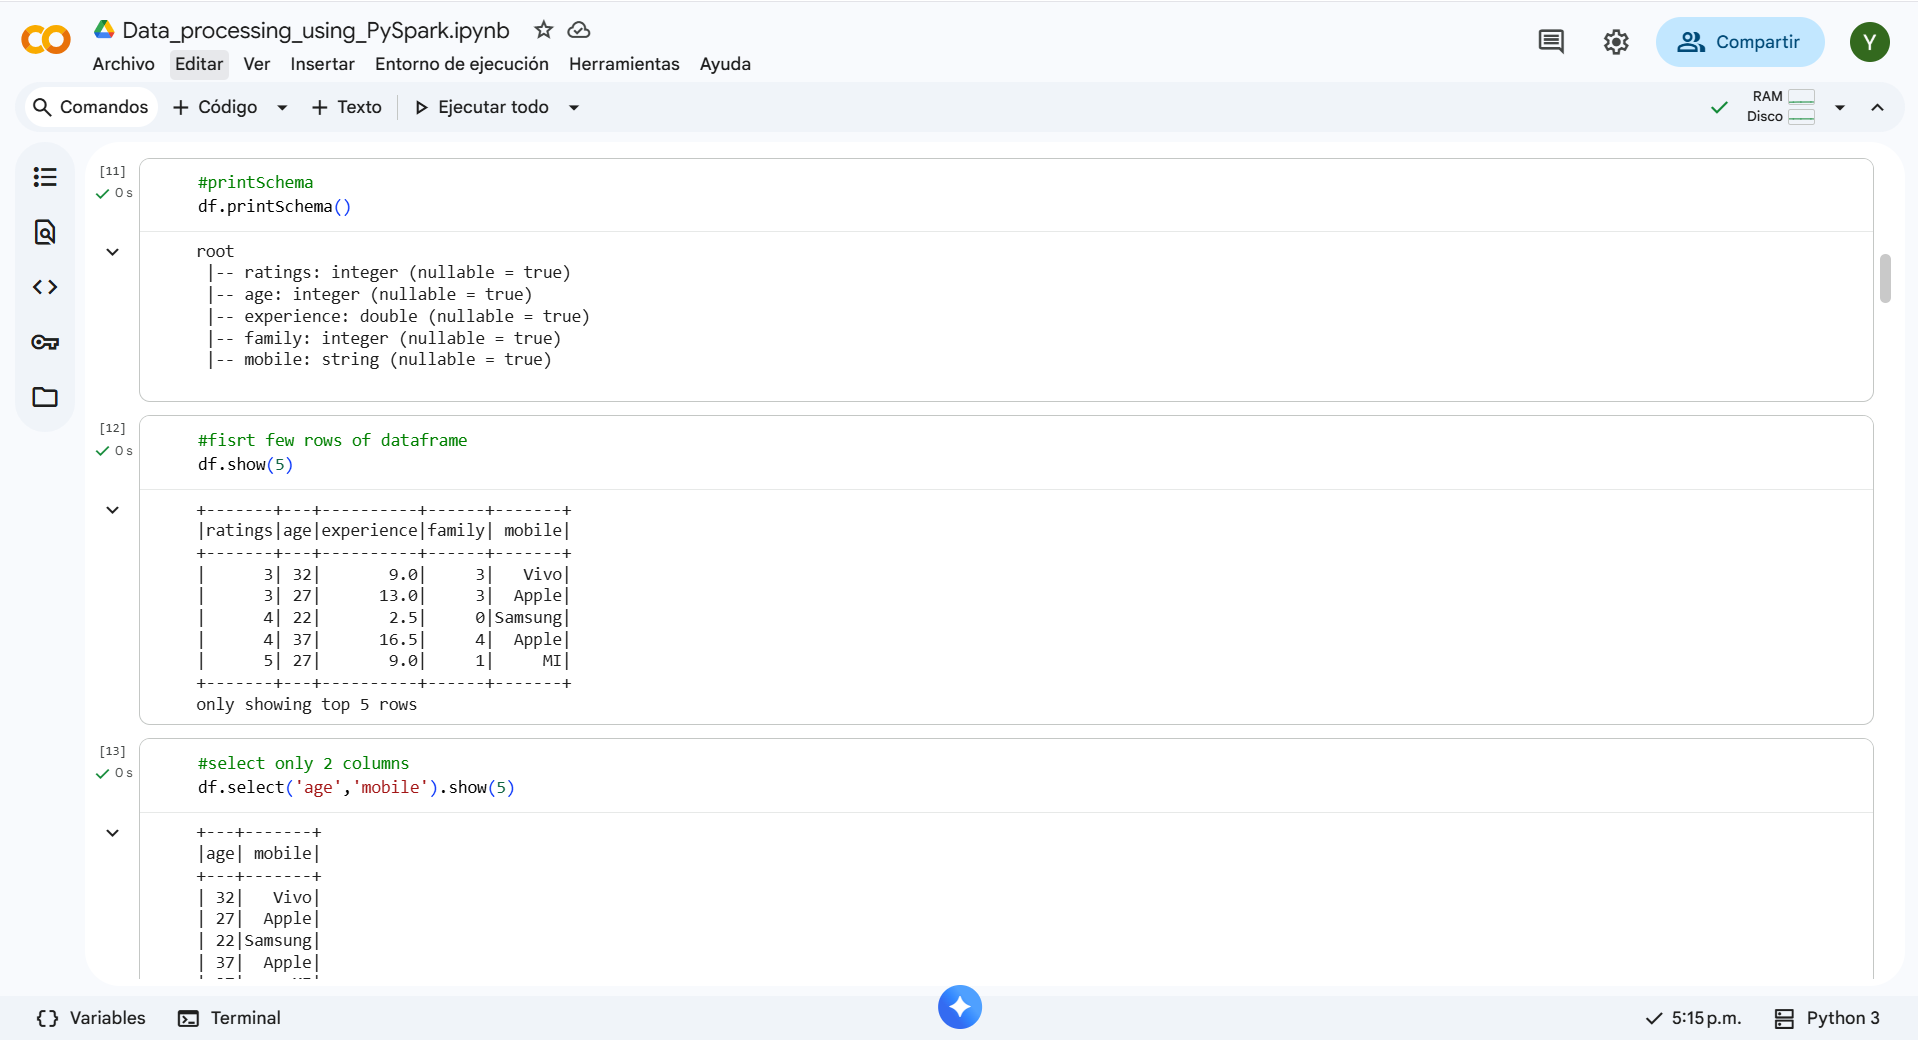 Data_processing_using_PySpark.ipynb
Archivo Editar Ver Insertar Entorno de ejecución Herramientas Ayuda
Compartir
Y
Comandos + Código + Texto Ejecutar todo
RAM
Disco
[11]
0 s
#printSchema
df.printSchema()
root
 |-- ratings: integer (nullable = true)
 |-- age: integer (nullable = true)
 |-- experience: double (nullable = true)
 |-- family: integer (nullable = true)
 |-- mobile: string (nullable = true)
[12]
0 s
#fisrt few rows of dataframe
df.show(5)
+-------+---+----------+------+-------+
|ratings|age|experience|family| mobile|
+-------+---+----------+------+-------+
|      3| 32|       9.0|     3|   Vivo|
|      3| 27|      13.0|     3|  Apple|
|      4| 22|       2.5|     0|Samsung|
|      4| 37|      16.5|     4|  Apple|
|      5| 27|       9.0|     1|     MI|
+-------+---+----------+------+-------+
only showing top 5 rows
[13]
0 s
#select only 2 columns
df.select('age','mobile').show(5)
+---+-------+
|age| mobile|
+---+-------+
| 32|   Vivo|
| 27|  Apple|
| 22|Samsung|
| 37|  Apple|
{} Variables Terminal
5:15 p.m. Python 3